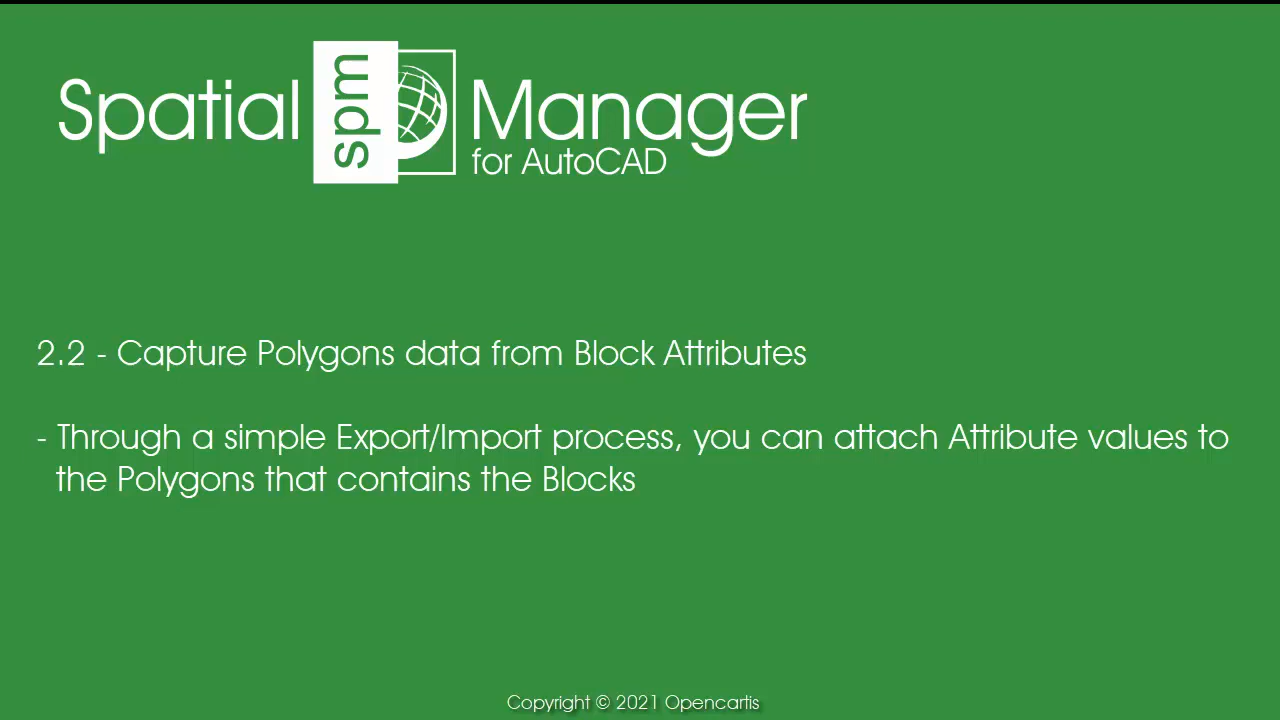 Spatial spm Manager
for AutoCAD
2.2 - Capture Polygons data from Block Attributes
- Through a simple Export/Import process, you can attach Attribute values to
the Polygons that contains the Blocks
Copyright © 2021 Opencartis